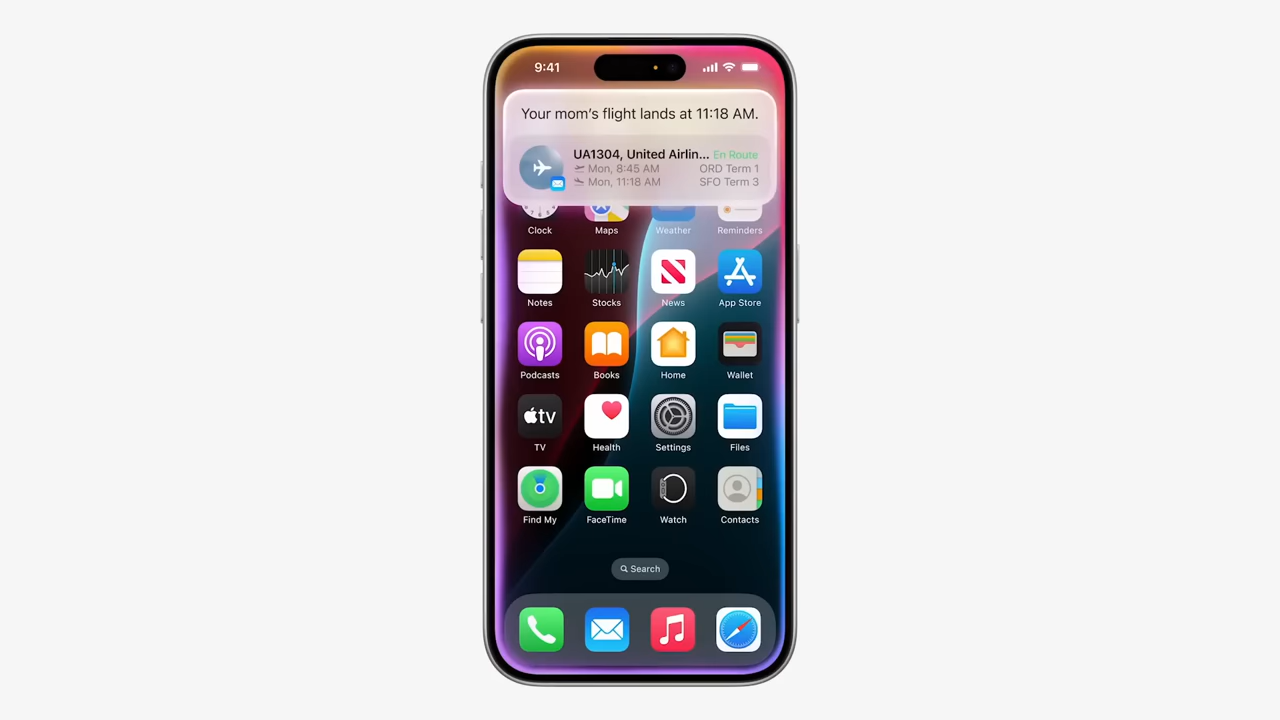 9:41
Your mom's flight lands at 11:18 AM.
UA1304, United Airlin... En Route
Mon, 8:45 AM ORD Term 1
Mon, 11:18 AM SFO Term 3
Clock Maps Weather Reminders
Notes Stocks News App Store
Podcasts Books Home Wallet
tv
TV Health Settings Files
Find My FaceTime Watch Contacts
Search